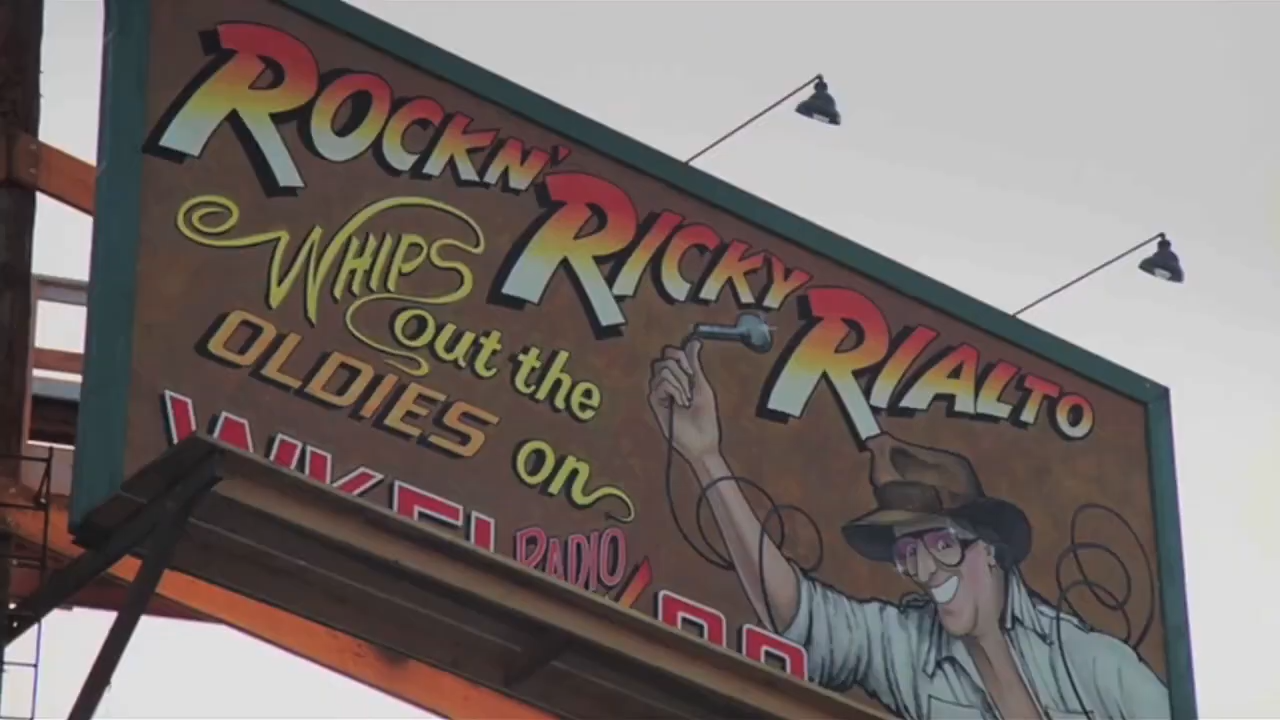 ROCKN' RICKY RIALTO
WHIPS
out the
OLDIES
on
RADIO